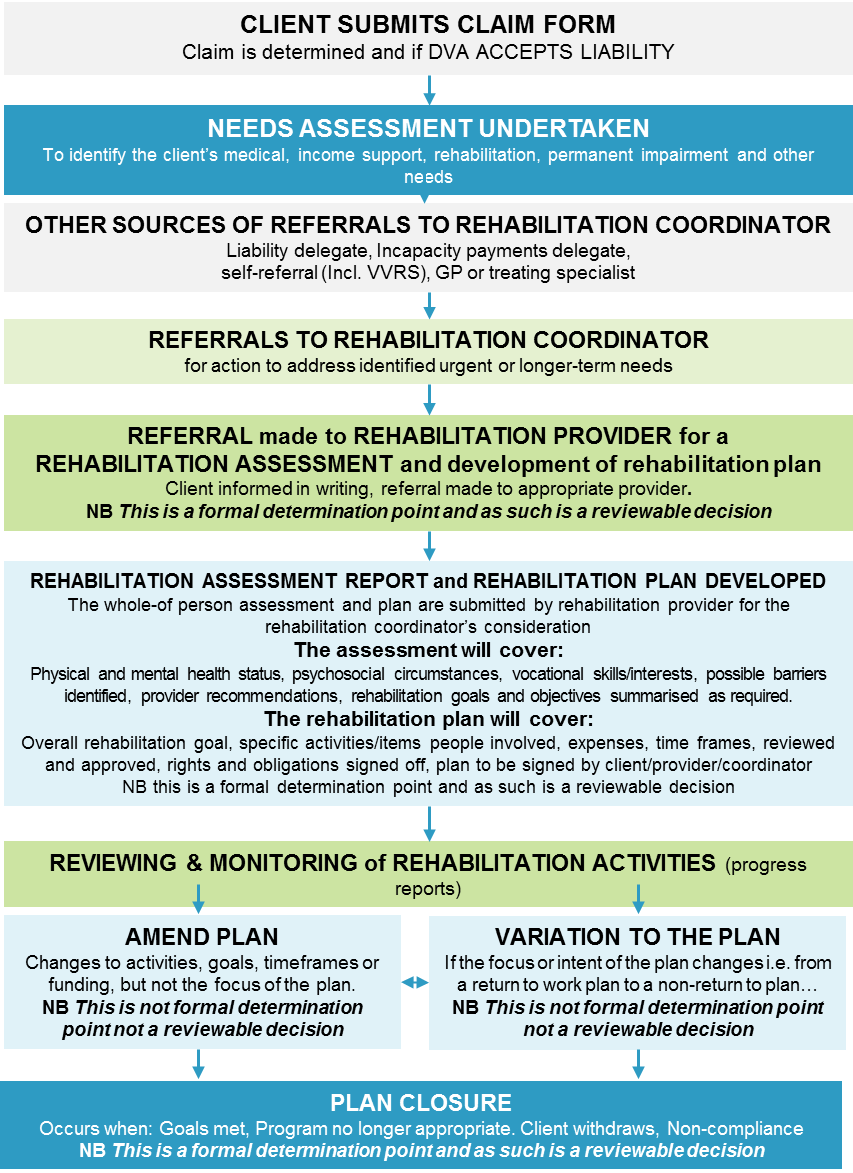 CLIENT SUBMITS CLAIM FORM
Claim is determined and if DVA ACCEPTS LIABILITY
NEEDS ASSESSMENT UNDERTAKEN
To identify the client's medical, income support, rehabilitation, permanent impairment and other
needs
OTHER SOURCES OF REFERRALS TO REHABILITATION COORDINATOR
Liability delegate, Incapacity payments delegate,
self-referral (Incl. VVRS), GP or treating specialist
REFERRALS TO REHABILITATION COORDINATOR
for action to address identified urgent or longer-term needs
REFERRAL made to REHABILITATION PROVIDER for a
REHABILITATION ASSESSMENT and development of rehabilitation plan
Client informed in writing, referral made to appropriate provider.
NB This is a formal determination point and as such is a reviewable decision
REHABILITATION ASSESSMENT REPORT and REHABILITATION PLAN DEVELOPED
The whole-of person assessment and plan are submitted by rehabilitation provider for the
rehabilitation coordinator's consideration
The assessment will cover:
Physical and mental health status, psychosocial circumstances, vocational skills/interests, possible barriers
identified, provider recommendations, rehabilitation goals and objectives summarised as required.
The rehabilitation plan will cover:
Overall rehabilitation goal, specific activities/items people involved, expenses, time frames, reviewed
and approved, rights and obligations signed off, plan to be signed by client/provider/coordinator
NB this is a formal determination point and as such is a reviewable decision
REVIEWING & MONITORING of REHABILITATION ACTIVITIES (progress
reports)
AMEND PLAN
Changes to activities, goals, timeframes or
funding, but not the focus of the plan.
NB This is not formal determination
point not a reviewable decision
VARIATION TO THE PLAN
If the focus or intent of the plan changes i.e. from
a return to work plan to a non-return to plan…
NB This is not formal determination point
not a reviewable decision
PLAN CLOSURE
Occurs when: Goals met, Program no longer appropriate. Client withdraws, Non-compliance
NB This is a formal determination point and as such is a reviewable decision